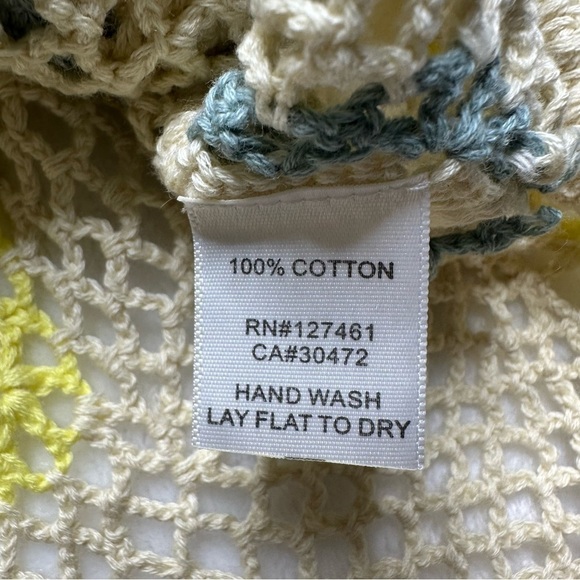 100% COTTON
RN#127461
CA#30472
HAND WASH
LAY FLAT TO DRY